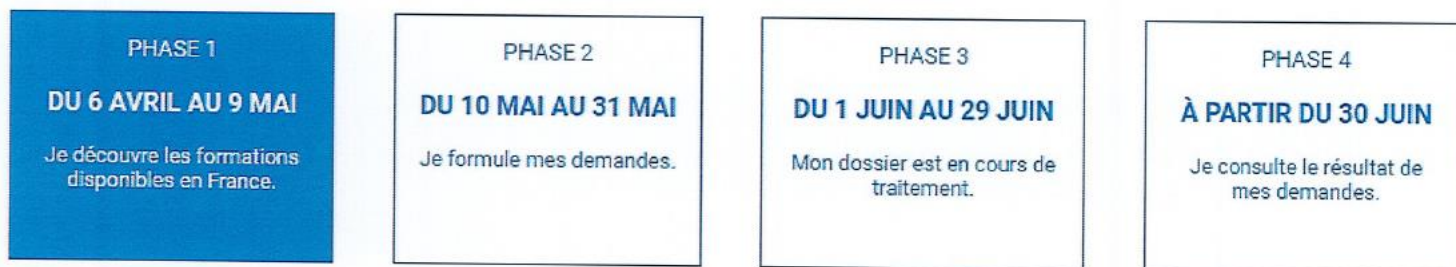 PHASE 1
DU 6 AVRIL AU 9 MAI
Je découvre les formations
disponibles en France.
PHASE 2
DU 10 MAI AU 31 MAI
Je formule mes demandes.
PHASE 3
DU 1 JUIN AU 29 JUIN
Mon dossier est en cours de
traitement.
PHASE 4
À PARTIR DU 30 JUIN
Je consulte le résultat de
mes demandes.